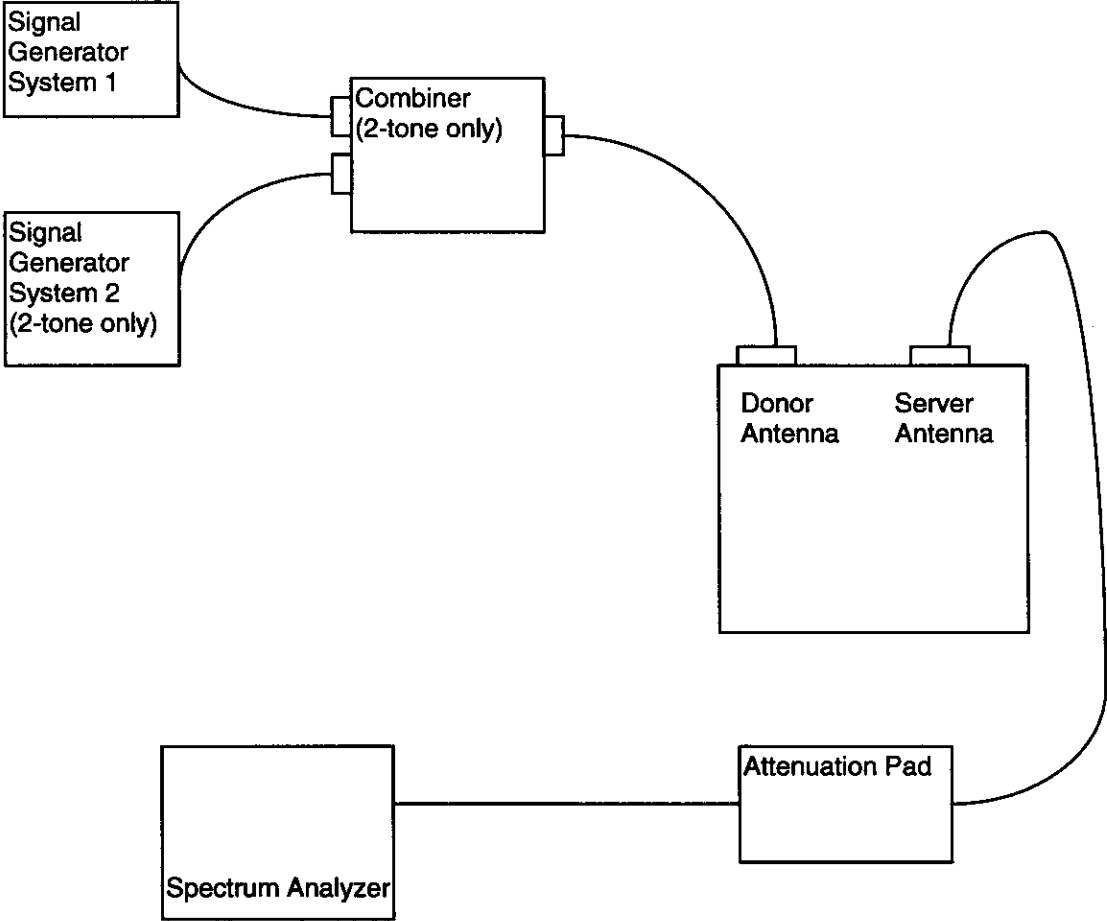 Signal
Generator
System 1
Combiner
(2-tone only)
Signal
Generator
System 2
(2-tone only)
Donor
Antenna
Server
Antenna
Attenuation Pad
Spectrum Analyzer